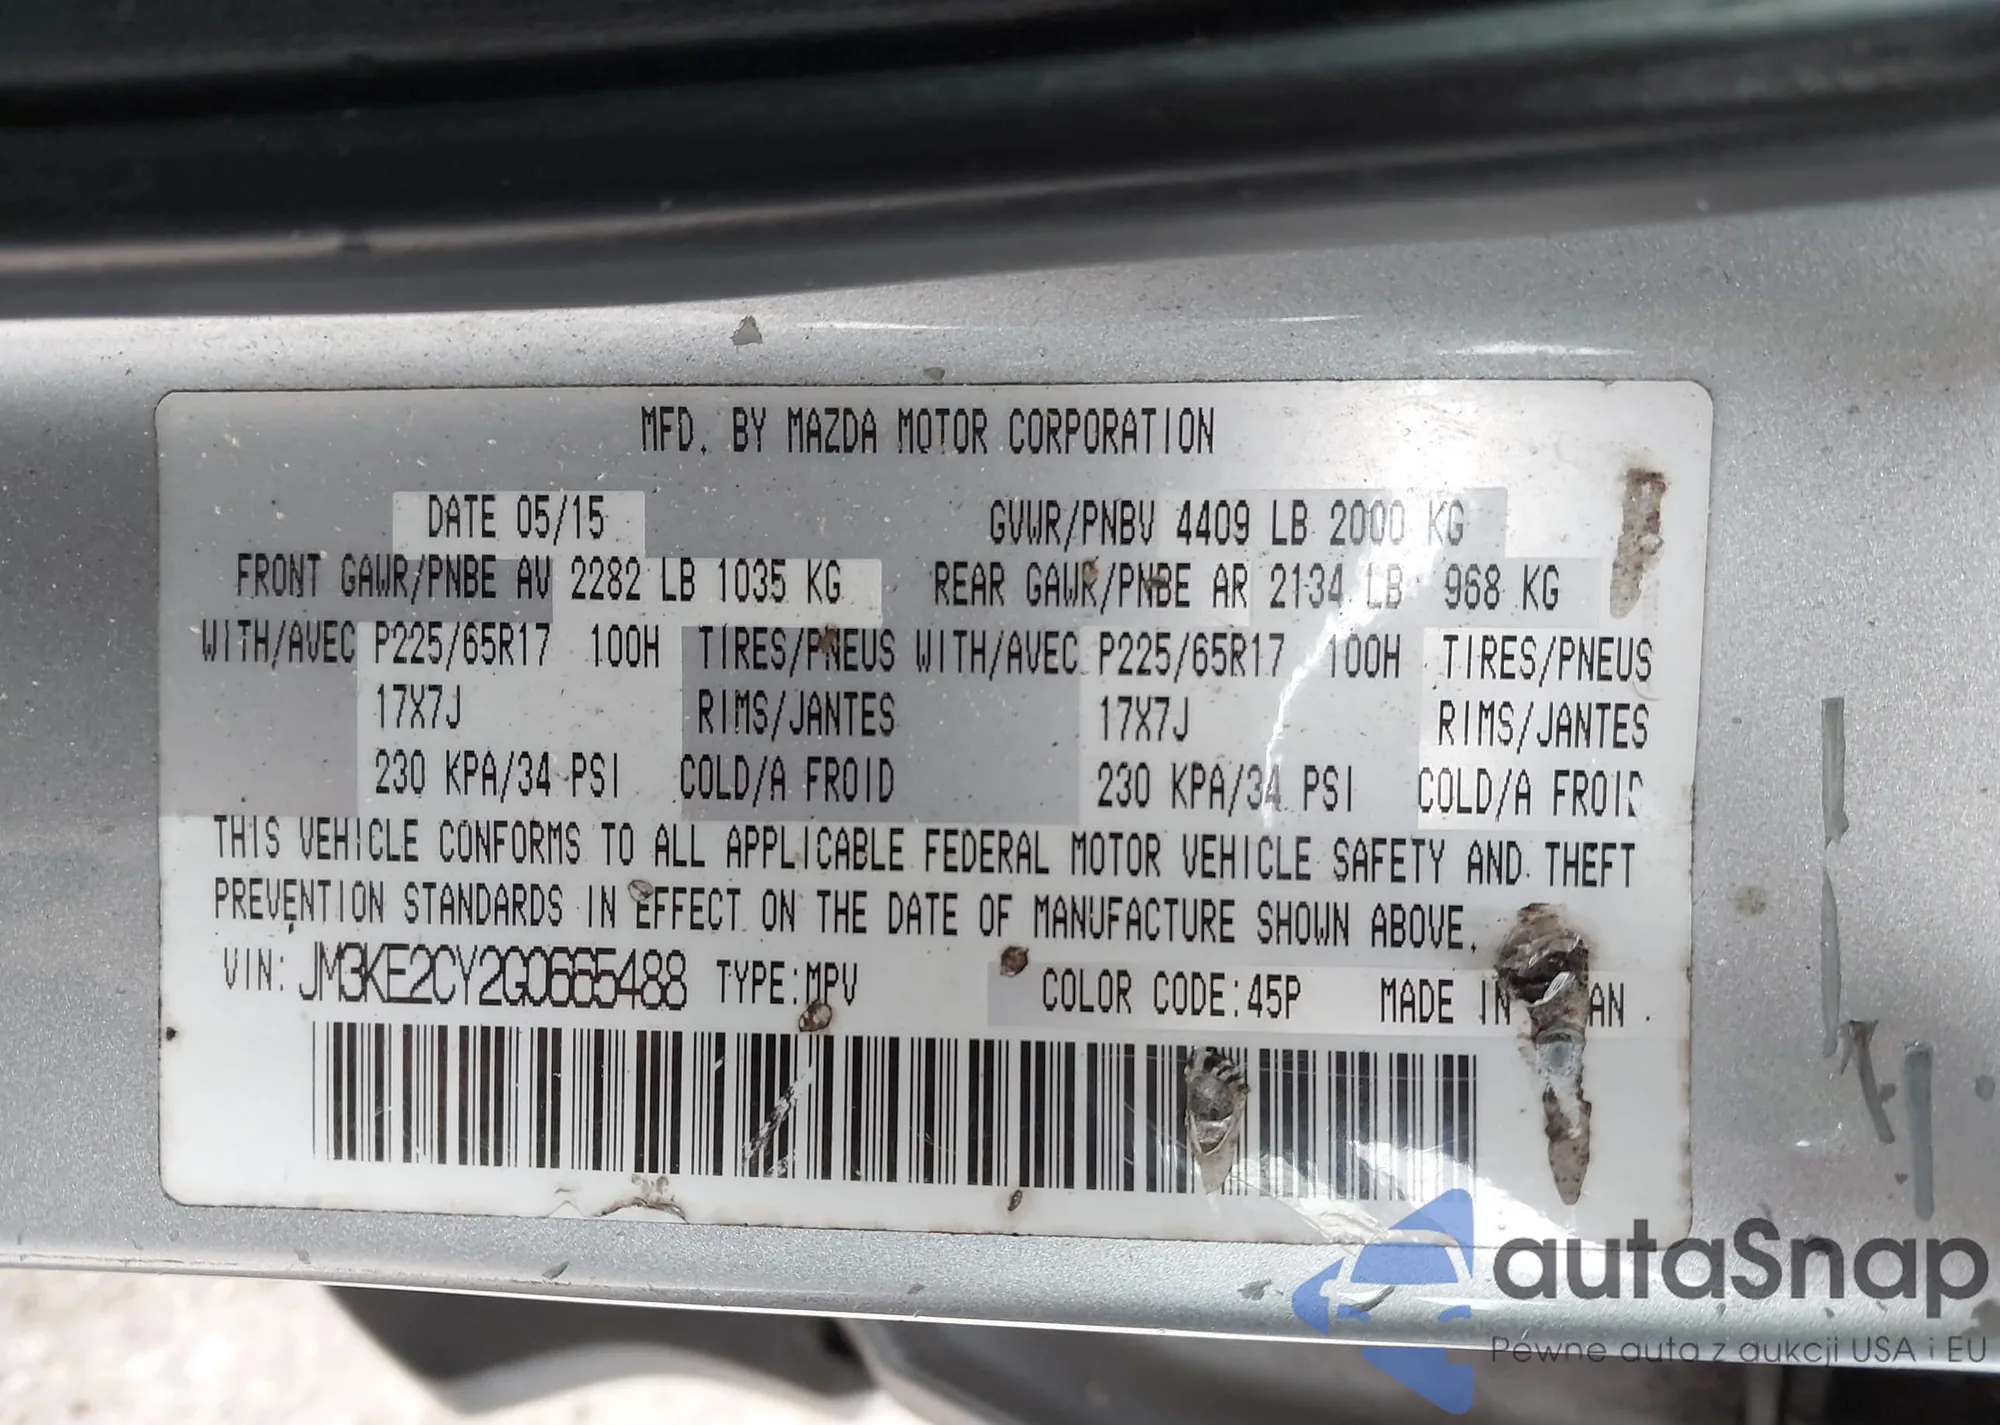 MFD. BY MAZDA MOTOR CORPORATION
DATE 05/15 GVWR/PNBV 4409 LB 2000 KG
FRONT GAWR/PNBE AV 2282 LB 1035 KG REAR GAWR/PNBE AR 2134 LB 968 KG
WITH/AVEC P225/65R17 100H TIRES/PNEUS WITH/AVEC P225/65R17 100H TIRES/PNEUS
17X7J RIMS/JANTES 17X7J RIMS/JANTES
230 KPA/34 PSI COLD/A FROID 230 KPA/34 PSI COLD/A FROID
THIS VEHICLE CONFORMS TO ALL APPLICABLE FEDERAL MOTOR VEHICLE SAFETY AND THEFT
PREVENTION STANDARDS IN EFFECT ON THE DATE OF MANUFACTURE SHOWN ABOVE.
VIN: JM3KE2CY2G0665488 TYPE:MPV COLOR CODE:45P MADE IN
autaSnap
Pewne auta z aukcji USA i EU